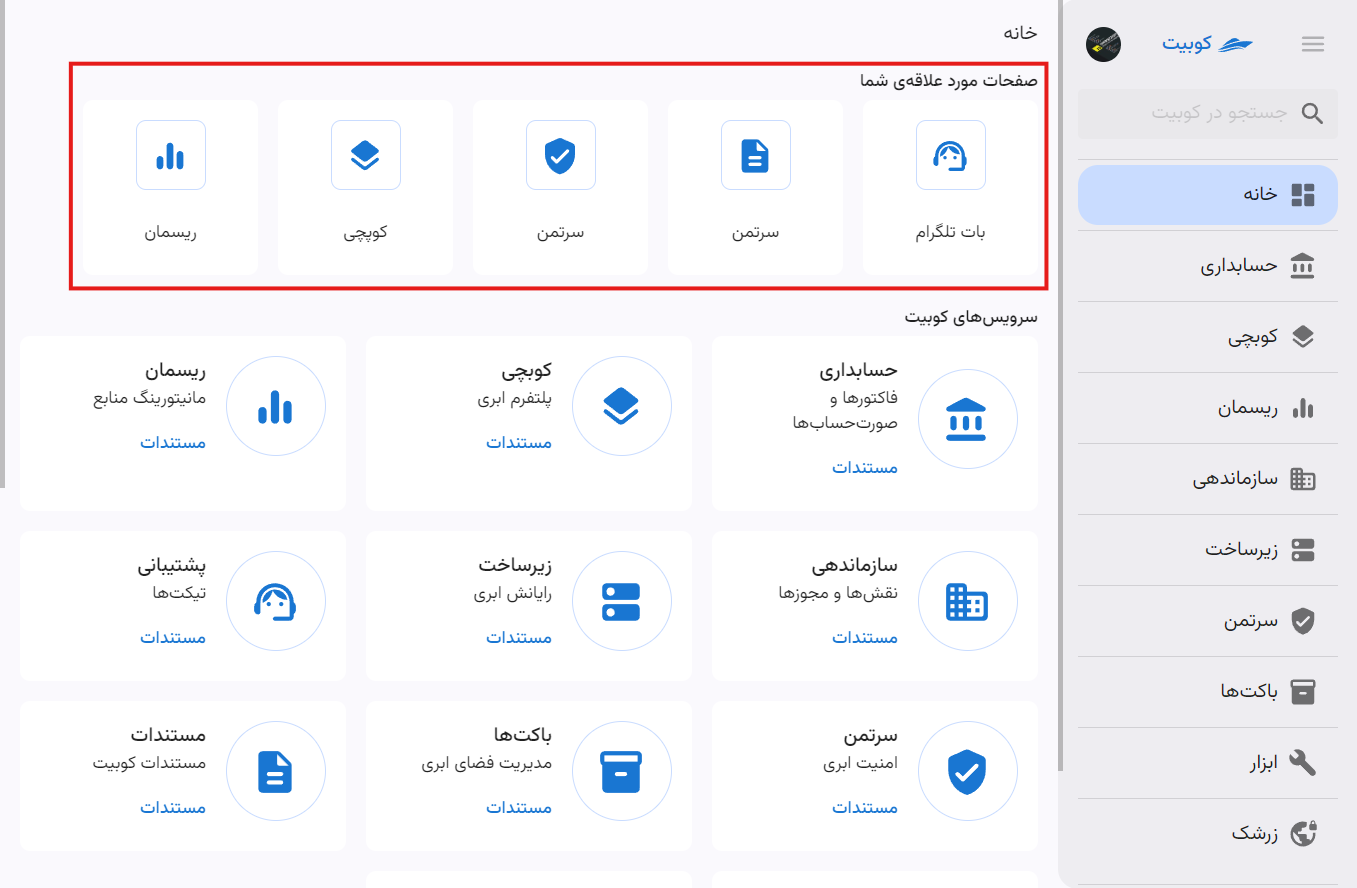 کوبیت
جستجو در کوبیت
خانه
حسابداری
کوبچی
ریسمان
سازماندهی
زیرساخت
سرتمن
باکت‌ها
ابزار
زرشک
خانه
صفحات مورد علاقه‌ی شما
بات تلگرام
سرتمن
سرتمن
کوپچی
ریسمان
سرویس‌های کوبیت
حسابداری
فاکتورها و
صورت‌حساب‌ها
مستندات
کوبچی
پلتفرم ابری
مستندات
ریسمان
مانیتورینگ منابع
مستندات
سازماندهی
نقش‌ها و مجوزها
مستندات
زیرساخت
رایانش ابری
مستندات
پشتیبانی
تیکت‌ها
مستندات
سرتمن
امنیت ابری
مستندات
باکت‌ها
مدیریت فضای ابری
مستندات
مستندات
مستندات کوبیت
مستندات